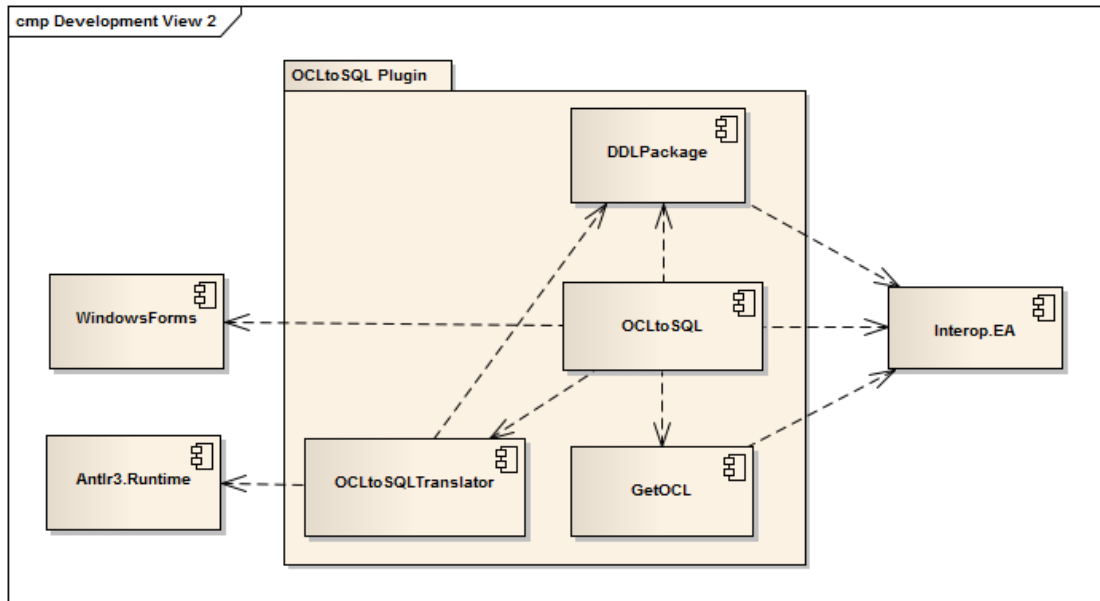 cmp Development View 2
OCLtoSQL Plugin
DDLPackage
WindowsForms
OCLtoSQL
Interop.EA
Antlr3.Runtime
OCLtoSQLTranslator
GetOCL